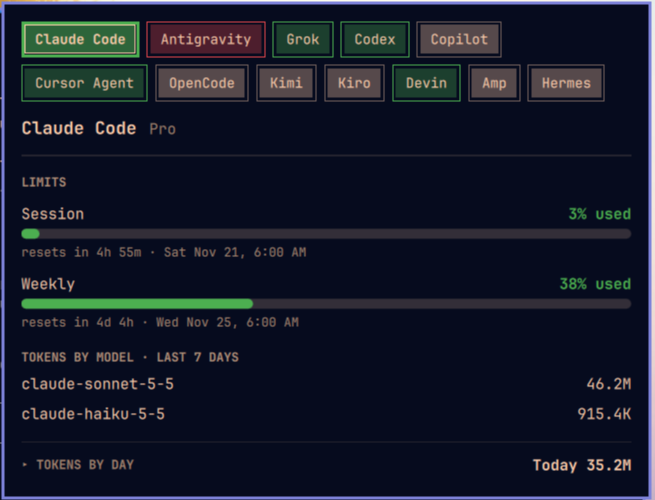 Claude Code Antigravity Grok Codex Copilot
Cursor Agent OpenCode Kimi Kiro Devin Amp Hermes
Claude Code Pro
LIMITS
Session 3% used
resets in 4h 55m · Sat Nov 21, 6:00 AM
Weekly 38% used
resets in 4d 4h · Wed Nov 25, 6:00 AM
TOKENS BY MODEL · LAST 7 DAYS
claude-sonnet-5-5 46.2M
claude-haiku-5-5 915.4K
▸ TOKENS BY DAY Today 35.2M